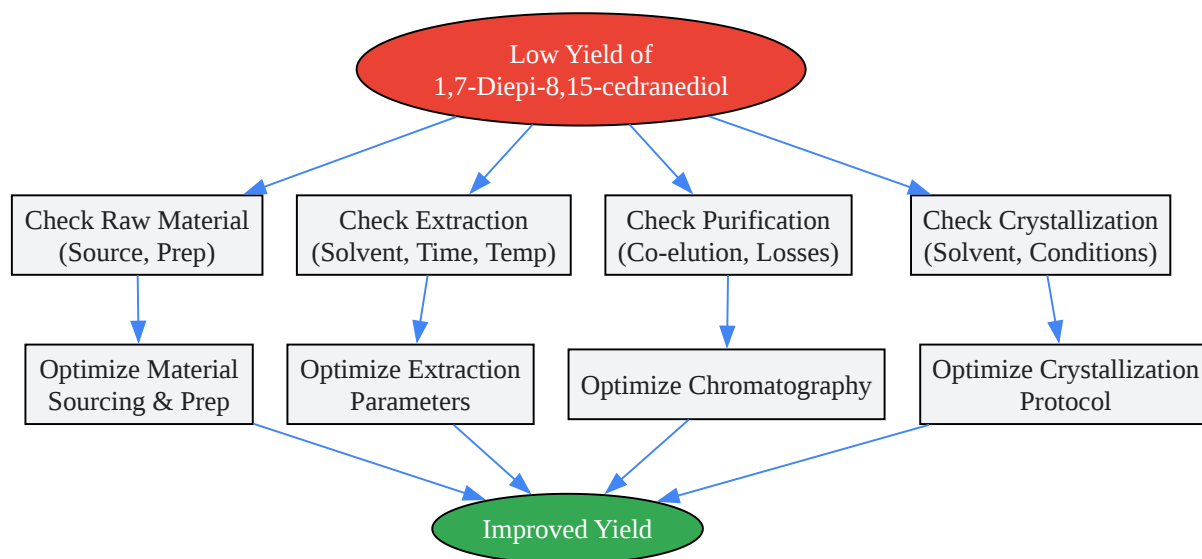 Low Yield of
1,7-Diepi-8,15-cedranediol
Check Raw Material
(Source, Prep)
Check Extraction
(Solvent, Time, Temp)
Check Purification
(Co-elution, Losses)
Check Crystallization
(Solvent, Conditions)
Optimize Material
Sourcing & Prep
Optimize Extraction
Parameters
Optimize Chromatography
Optimize Crystallization
Protocol
Improved Yield